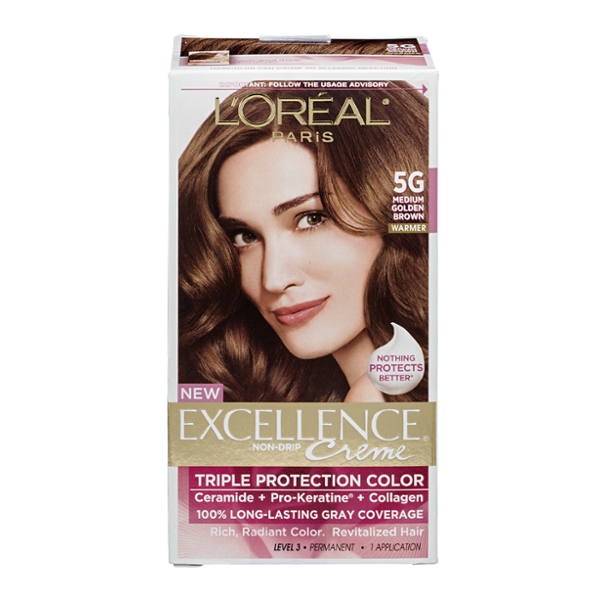 5G
IMPORTANT: FOLLOW THE USAGE ADVISORY
L'ORÉAL®
PARIS
5G
MEDIUM
GOLDEN
BROWN
WARMER
NOTHING
PROTECTS
BETTER*
NEW
EXCELLENCE®
NON-DRIP Creme
TRIPLE PROTECTION COLOR
Ceramide + Pro-Keratine® + Collagen
100% LONG-LASTING GRAY COVERAGE
Rich, Radiant Color. Revitalized Hair
LEVEL 3 • PERMANENT • 1 APPLICATION